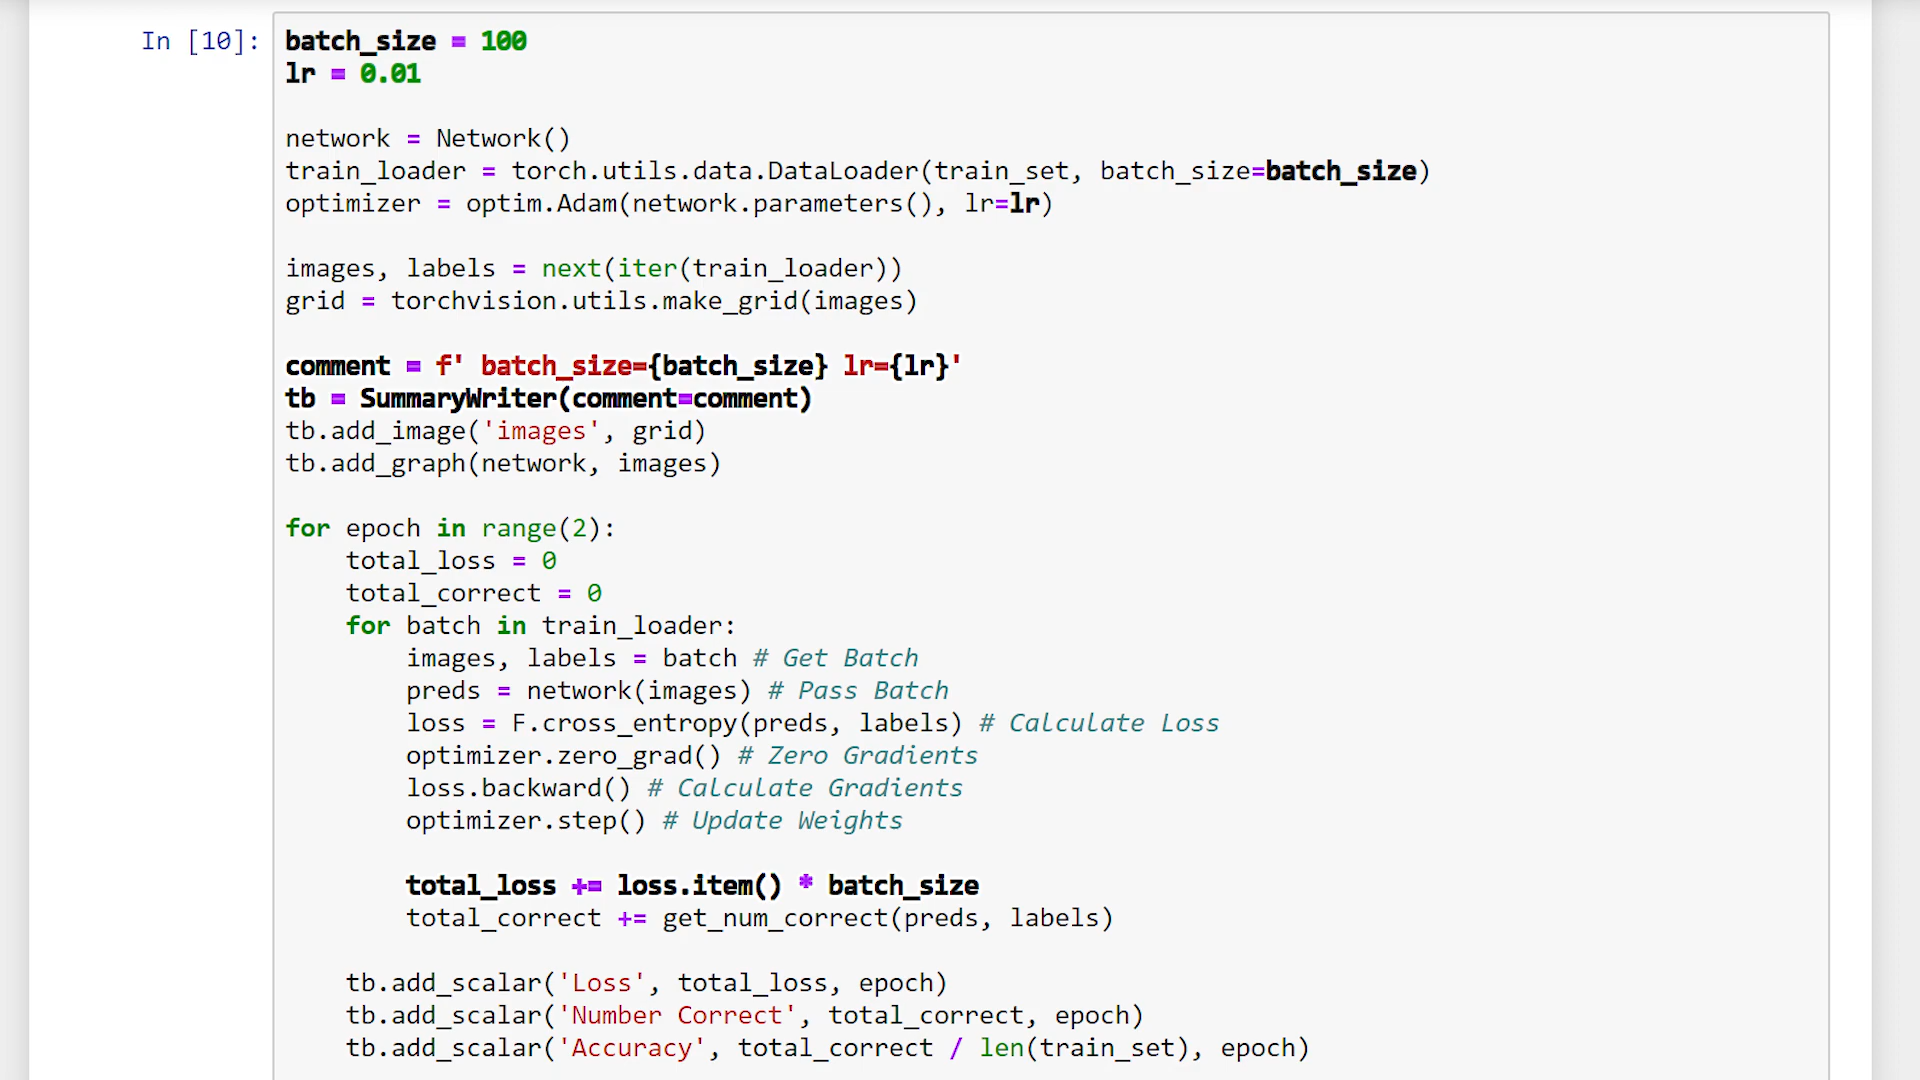 In [10]:
batch_size = 100
lr = 0.01
network = Network()
train_loader = torch.utils.data.DataLoader(train_set, batch_size=batch_size)
optimizer = optim.Adam(network.parameters(), lr=lr)
images, labels = next(iter(train_loader))
grid = torchvision.utils.make_grid(images)
comment = f' batch_size={batch_size} lr={lr}'
tb = SummaryWriter(comment=comment)
tb.add_image('images', grid)
tb.add_graph(network, images)
for epoch in range(2):
    total_loss = 0
    total_correct = 0
    for batch in train_loader:
        images, labels = batch # Get Batch
        preds = network(images) # Pass Batch
        loss = F.cross_entropy(preds, labels) # Calculate Loss
        optimizer.zero_grad() # Zero Gradients
        loss.backward() # Calculate Gradients
        optimizer.step() # Update Weights
        total_loss += loss.item() * batch_size
        total_correct += get_num_correct(preds, labels)
    tb.add_scalar('Loss', total_loss, epoch)
    tb.add_scalar('Number Correct', total_correct, epoch)
    tb.add_scalar('Accuracy', total_correct / len(train_set), epoch)